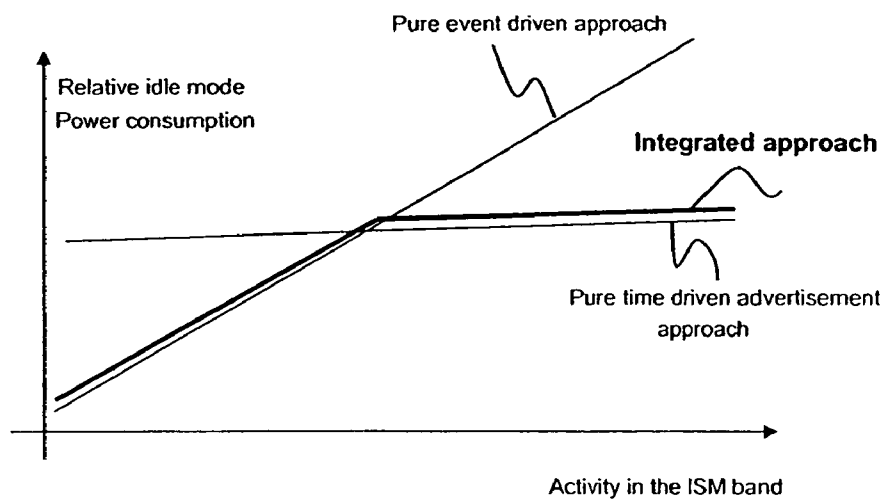 Pure event driven approach
Relative idle mode
Power consumption
Integrated approach
Pure time driven advertisement
approach
Activity in the ISM band